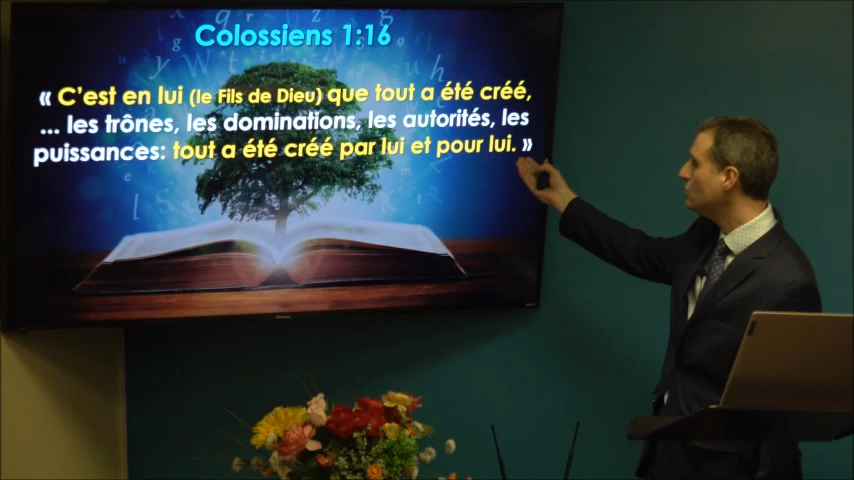 Colossiens 1:16
« C'est en lui (le Fils de Dieu) que tout a été créé,
... les trônes, les dominations, les autorités, les
puissances: tout a été créé par lui et pour lui. »